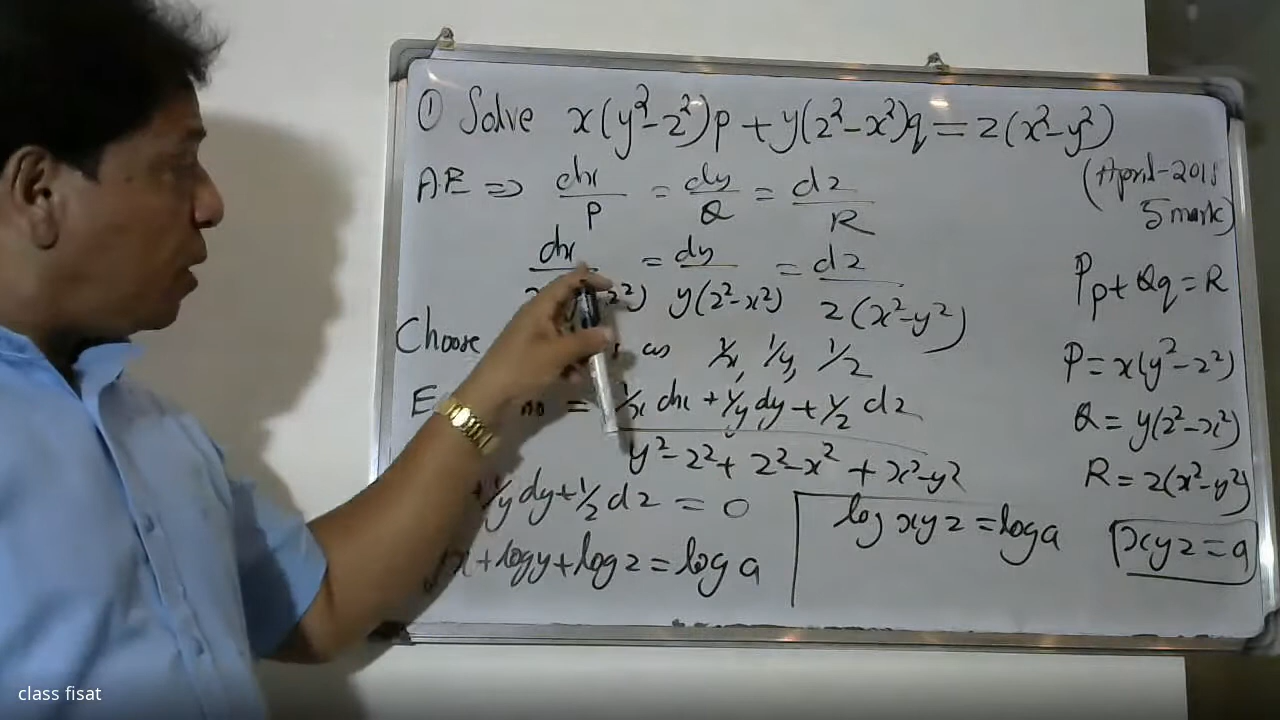 ① Solve x(y²-z²)p + y(z²-x²)q = z(x²-y²)
(April-2018
5 mark)
AE ⇒ dx/P = dy/Q = dz/R
dx/ z²) = dy/y(z²-x²) = dz/z(x²-y²)
Pp + Qq = R
Choose as 1/x, 1/y, 1/z
P = x(y²-z²)
E = 1/x dx + 1/y dy + 1/z dz
Q = y(z²-x²)
y²-z² + z²-x² + x²-y²
R = z(x²-y²)
+ 1/y dy + 1/z dz = 0
log xyz = log a
xyz = a
x + log y + log z = log a
class fisat